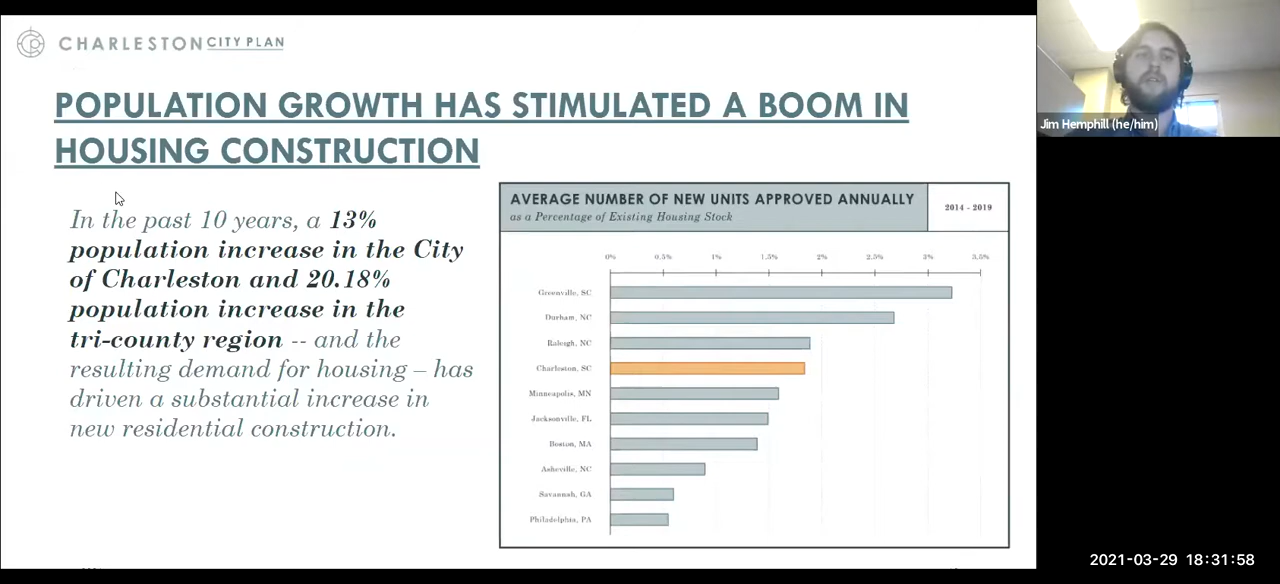 CHARLESTON CITY PLAN
POPULATION GROWTH HAS STIMULATED A BOOM IN
HOUSING CONSTRUCTION
In the past 10 years, a 13%
population increase in the City
of Charleston and 20.18%
population increase in the
tri-county region -- and the
resulting demand for housing – has
driven a substantial increase in
new residential construction.
AVERAGE NUMBER OF NEW UNITS APPROVED ANNUALLY
as a Percentage of Existing Housing Stock
2014 - 2019
0% 0.5% 1% 1.5% 2% 2.5% 3% 3.5%
Greenville, SC
Durham, NC
Raleigh, NC
Charleston, SC
Minneapolis, MN
Jacksonville, FL
Boston, MA
Asheville, NC
Savannah, GA
Philadelphia, PA
Jim Hemphill (he/him)
2021-03-29 18:31:58